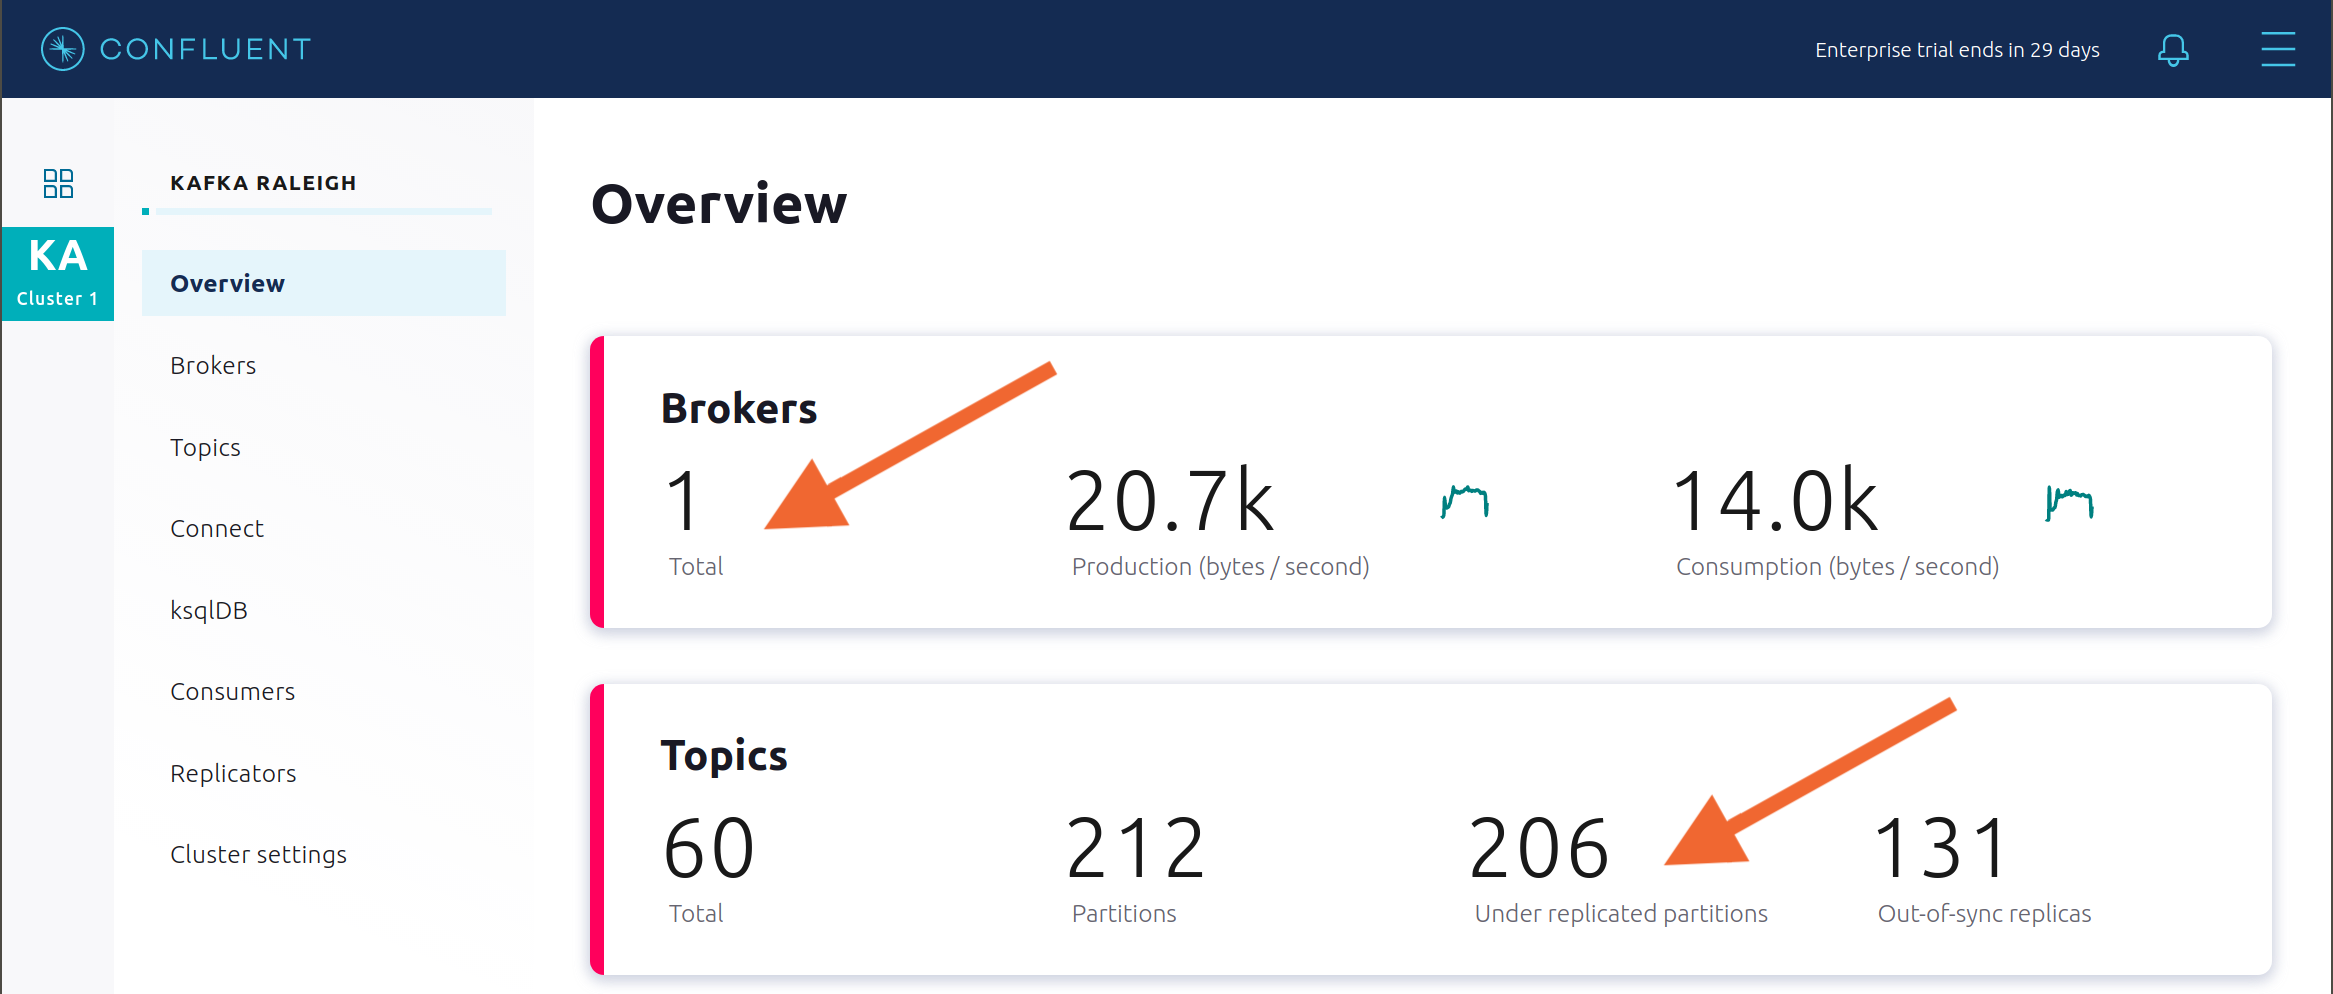 CONFLUENT
Enterprise trial ends in 29 days
KA
Cluster 1
KAFKA RALEIGH
Overview
Brokers
Topics
Connect
ksqlDB
Consumers
Replicators
Cluster settings
Overview
Brokers
1
Total
20.7k
Production (bytes / second)
14.0k
Consumption (bytes / second)
Topics
60
Total
212
Partitions
206
Under replicated partitions
131
Out-of-sync replicas